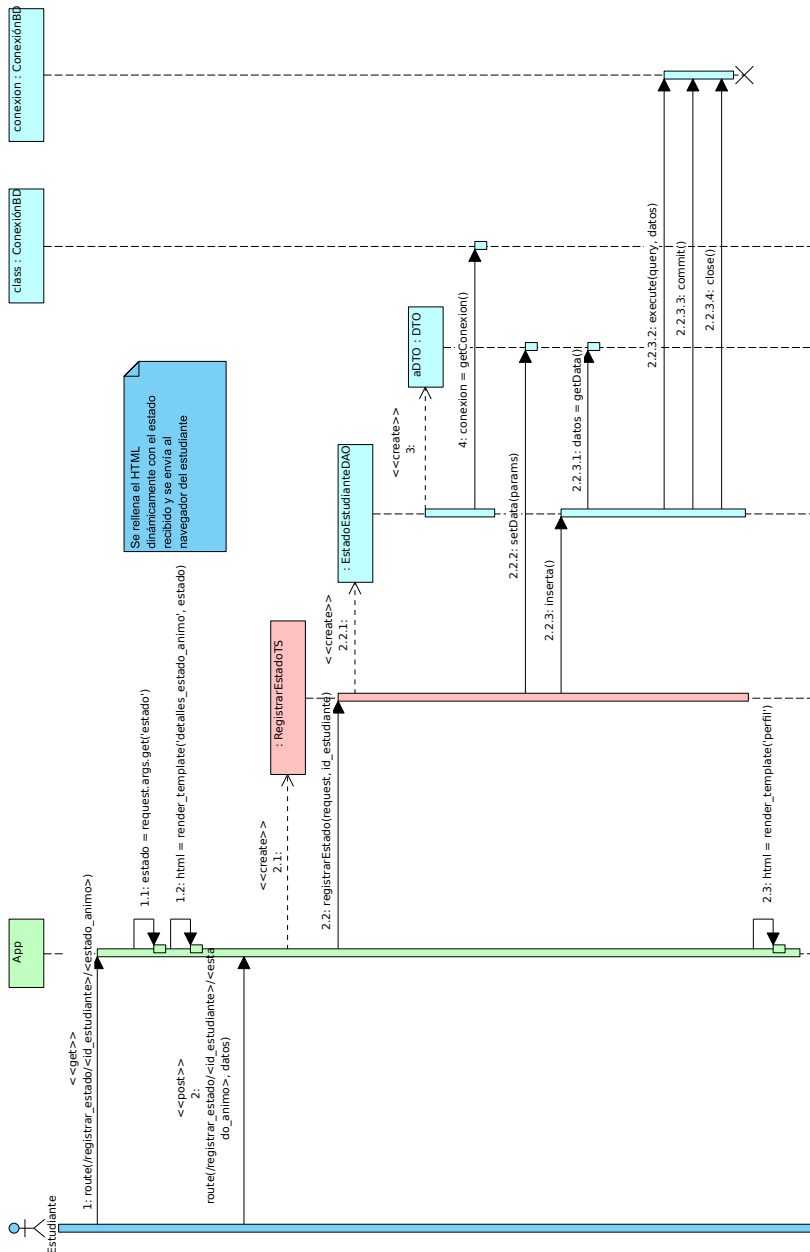 Estudiante
App
: RegistrarEstadoTS
: EstadoEstudianteDAO
aDTO : DTO
class : ConexiónBD
conexion : ConexiónBD
<<get>>
1: route(/registrar_estado/<id_estudiante>/<estado_animo>)
1.1: estado = request.args.get('estado')
1.2: html = render_template('detalles_estado_animo', estado)
Se rellena el HTML
dinámicamente con el estado
recibido y se envía al
navegador del estudiante
<<post>>
2:
route(/registrar_estado/<id_estudiante>/<esta
do_animo>, datos)
<<create>>
2.1:
2.2: registrarEstado(request, id_estudiante)
<<create>>
2.2.1:
<<create>>
3:
4: conexion = getConexion()
2.2.2: setData(params)
2.2.3: inserta()
2.2.3.1: datos = getData()
2.2.3.2: execute(query, datos)
2.2.3.3: commit()
2.2.3.4: close()
2.3: html = render_template('perfil')